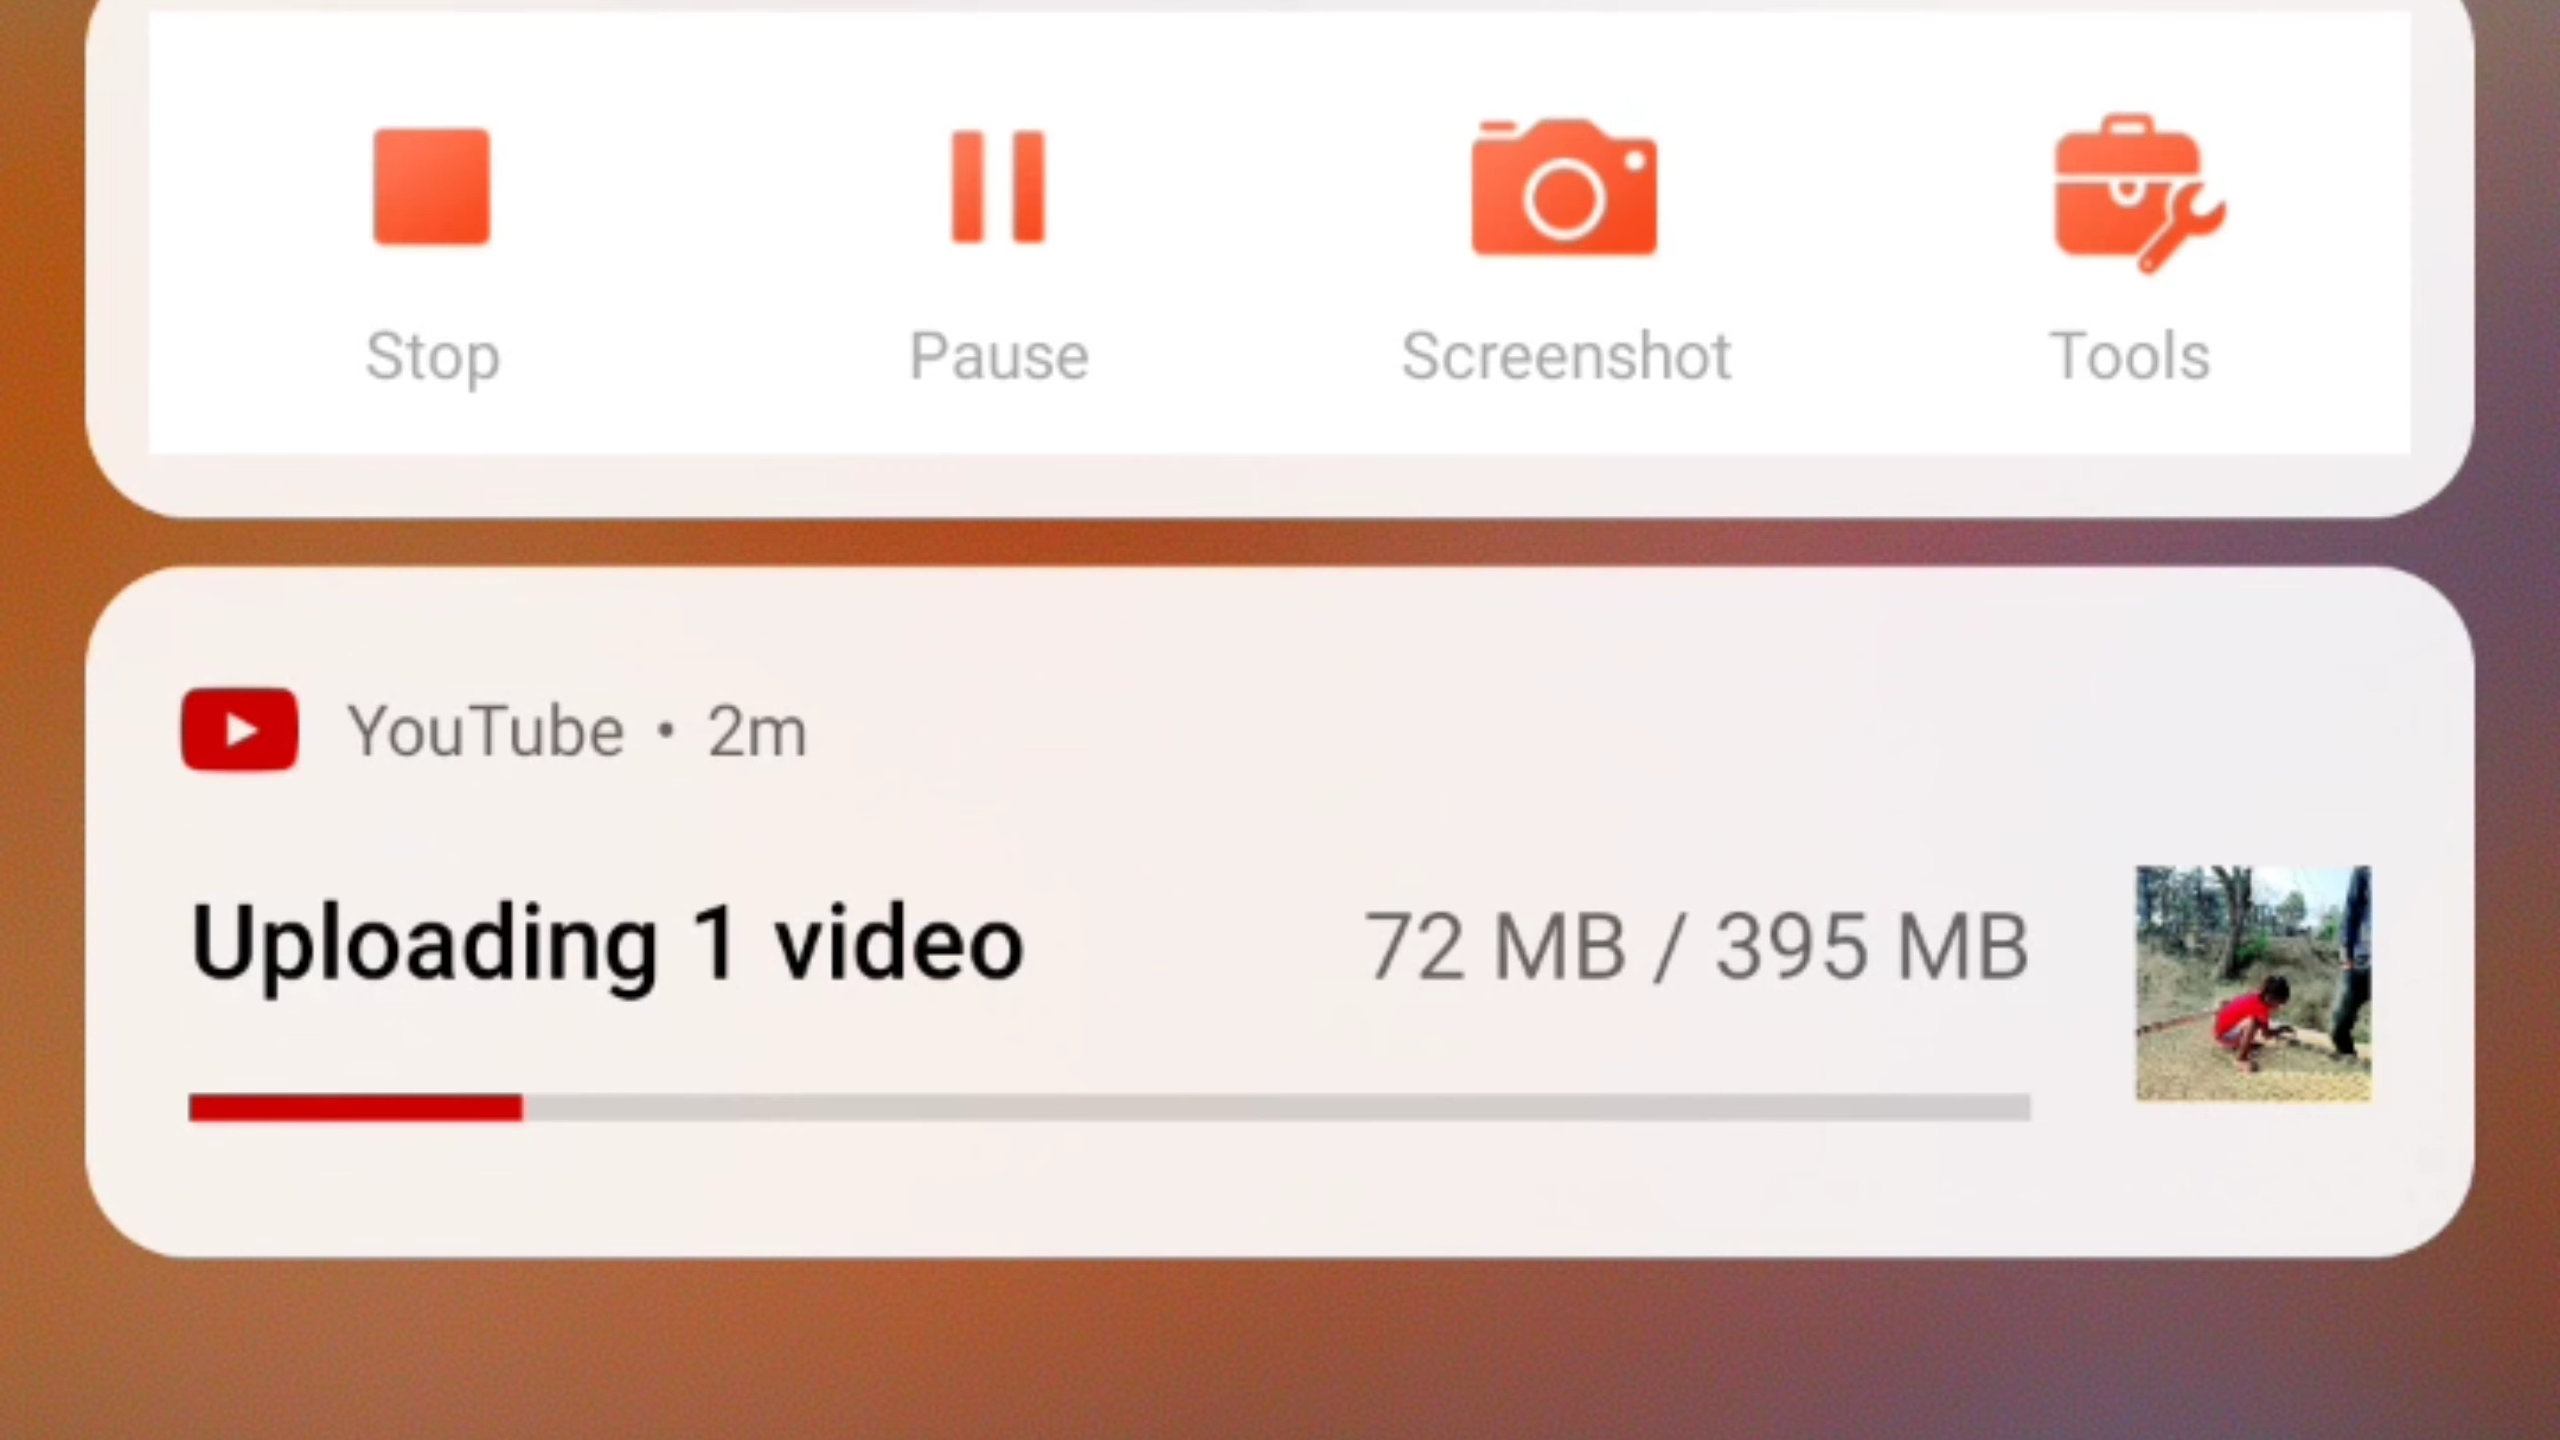 Stop Pause Screenshot Tools
YouTube • 2m
Uploading 1 video 72 MB / 395 MB